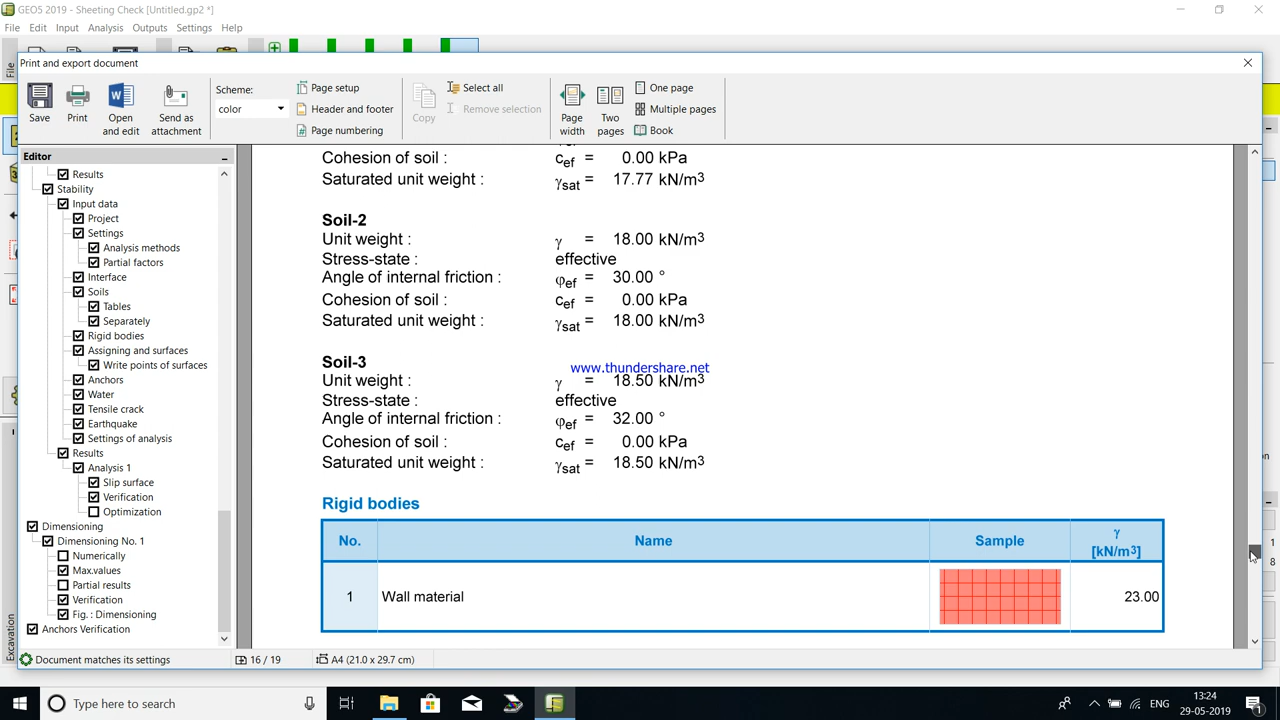 GEO5 2019 - Sheeting Check [Untitled.gp2 *]
File Edit Input Analysis Outputs Settings Help
File
Print and export document
Save
Print
Open and edit
Send as attachment
Scheme:
color
Page setup
Header and footer
Page numbering
Copy
Select all
Remove selection
Page width
Two pages
One page
Multiple pages
Book
Editor
Results
Stability
Input data
Project
Settings
Analysis methods
Partial factors
Interface
Soils
Tables
Separately
Rigid bodies
Assigning and surfaces
Write points of surfaces
Anchors
Water
Tensile crack
Earthquake
Settings of analysis
Results
Analysis 1
Slip surface
Verification
Optimization
Dimensioning
Dimensioning No. 1
Numerically
Max.values
Partial results
Verification
Fig. : Dimensioning
Anchors Verification
Excavation
Cohesion of soil : cef = 0.00 kPa
Saturated unit weight : γsat = 17.77 kN/m3
Soil-2
Unit weight : γ = 18.00 kN/m3
Stress-state : effective
Angle of internal friction : φef = 30.00 °
Cohesion of soil : cef = 0.00 kPa
Saturated unit weight : γsat = 18.00 kN/m3
Soil-3
www.thundershare.net
Unit weight : γ = 18.50 kN/m3
Stress-state : effective
Angle of internal friction : φef = 32.00 °
Cohesion of soil : cef = 0.00 kPa
Saturated unit weight : γsat = 18.50 kN/m3
Rigid bodies
No. Name Sample γ [kN/m3]
1 Wall material 23.00
on
1
8
Document matches its settings
16 / 19
A4 (21.0 x 29.7 cm)
Type here to search
ENG
13:24
29-05-2019
1